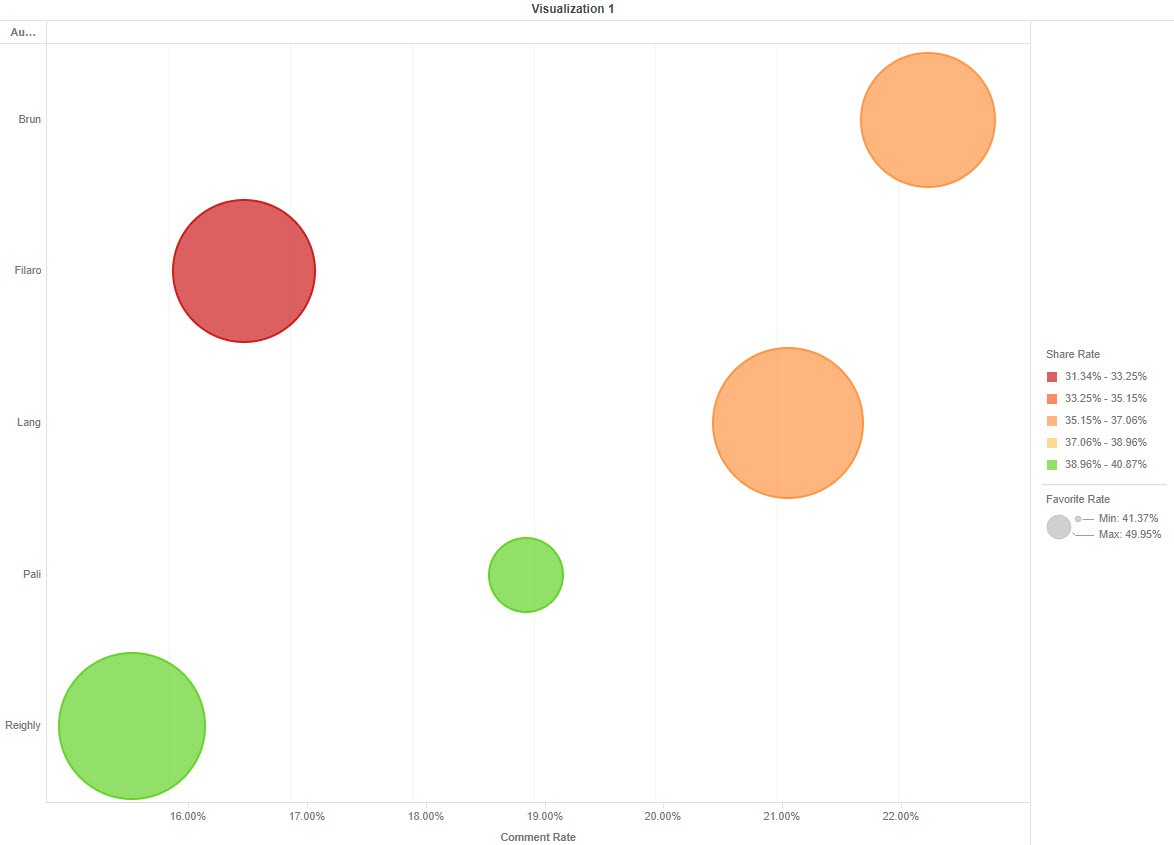 Visualization 1
Au...
Brun
Filaro
Lang
Pali
Reighly
16.00% 17.00% 18.00% 19.00% 20.00% 21.00% 22.00%
Comment Rate
Share Rate
31.34% - 33.25%
33.25% - 35.15%
35.15% - 37.06%
37.06% - 38.96%
38.96% - 40.87%
Favorite Rate
Min: 41.37%
Max: 49.95%